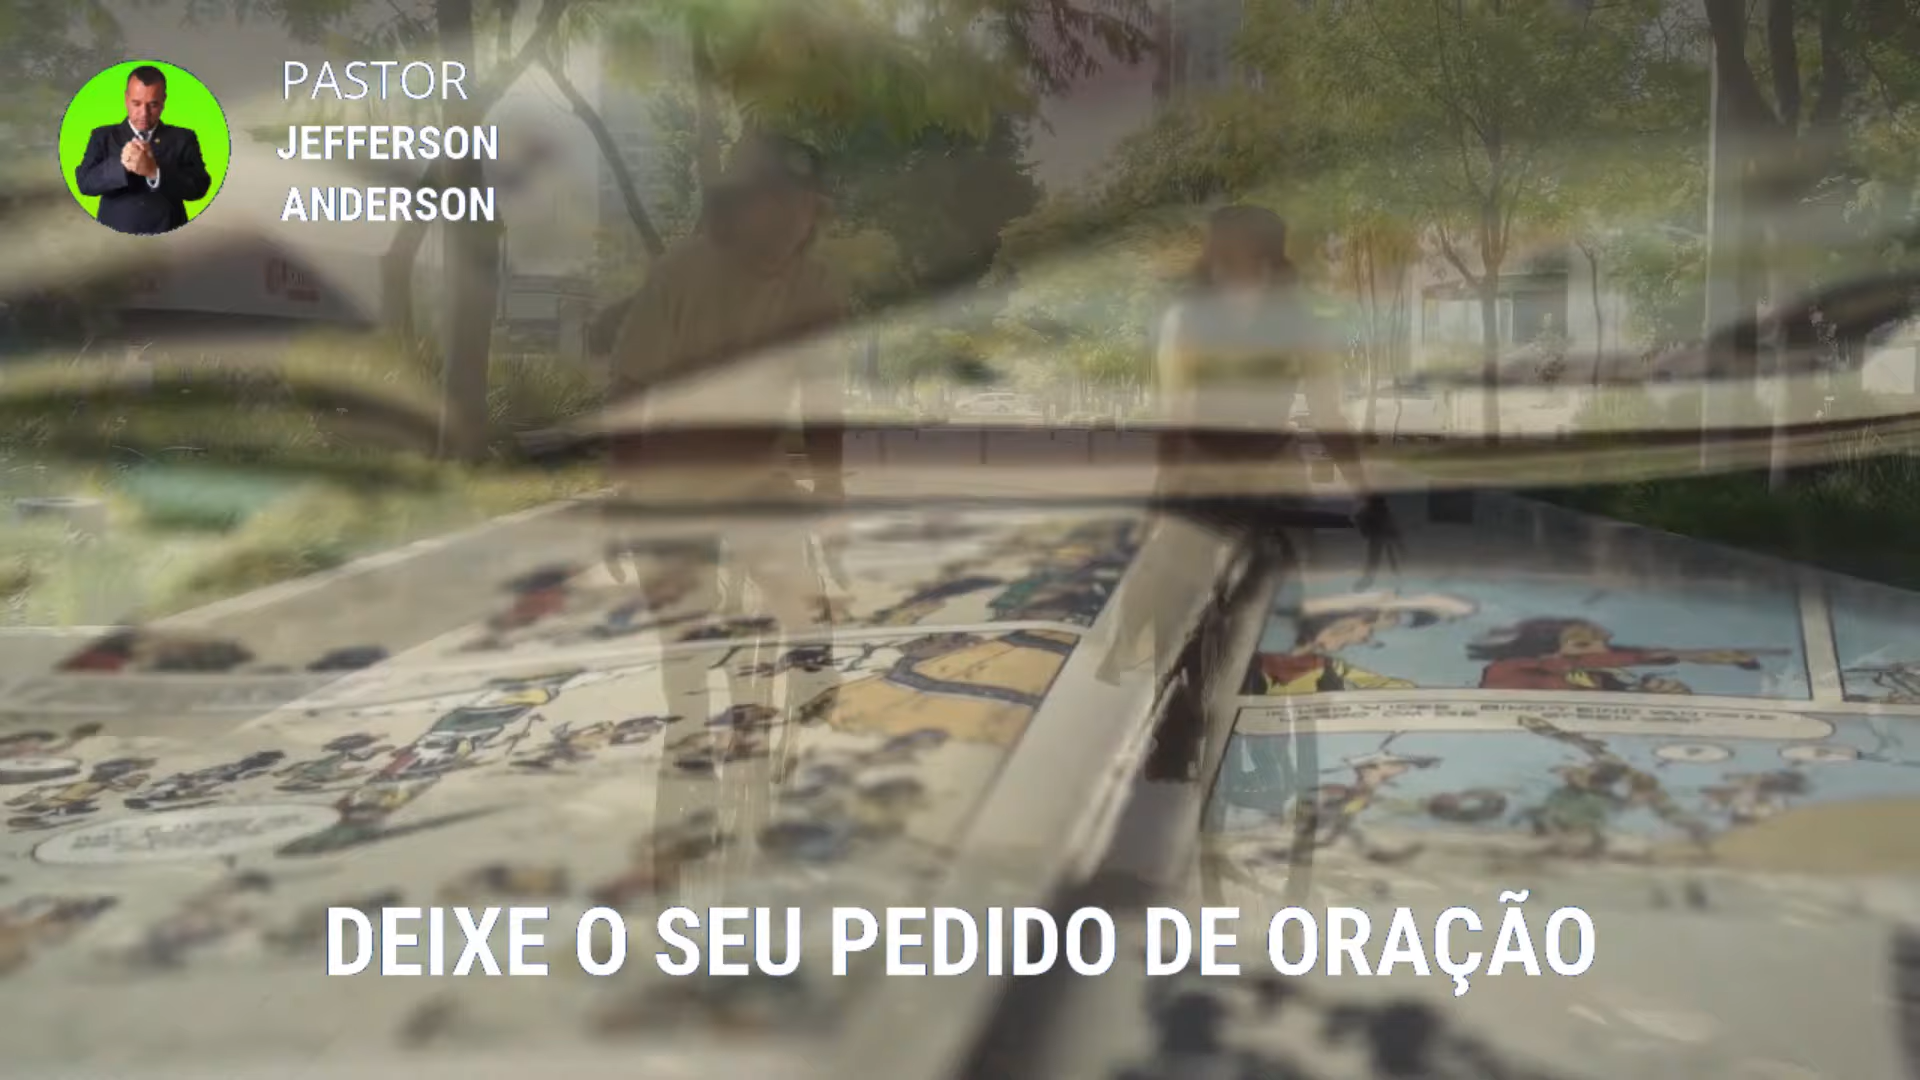 PASTOR
JEFFERSON
ANDERSON
DEIXE O SEU PEDIDO DE ORAÇÃO